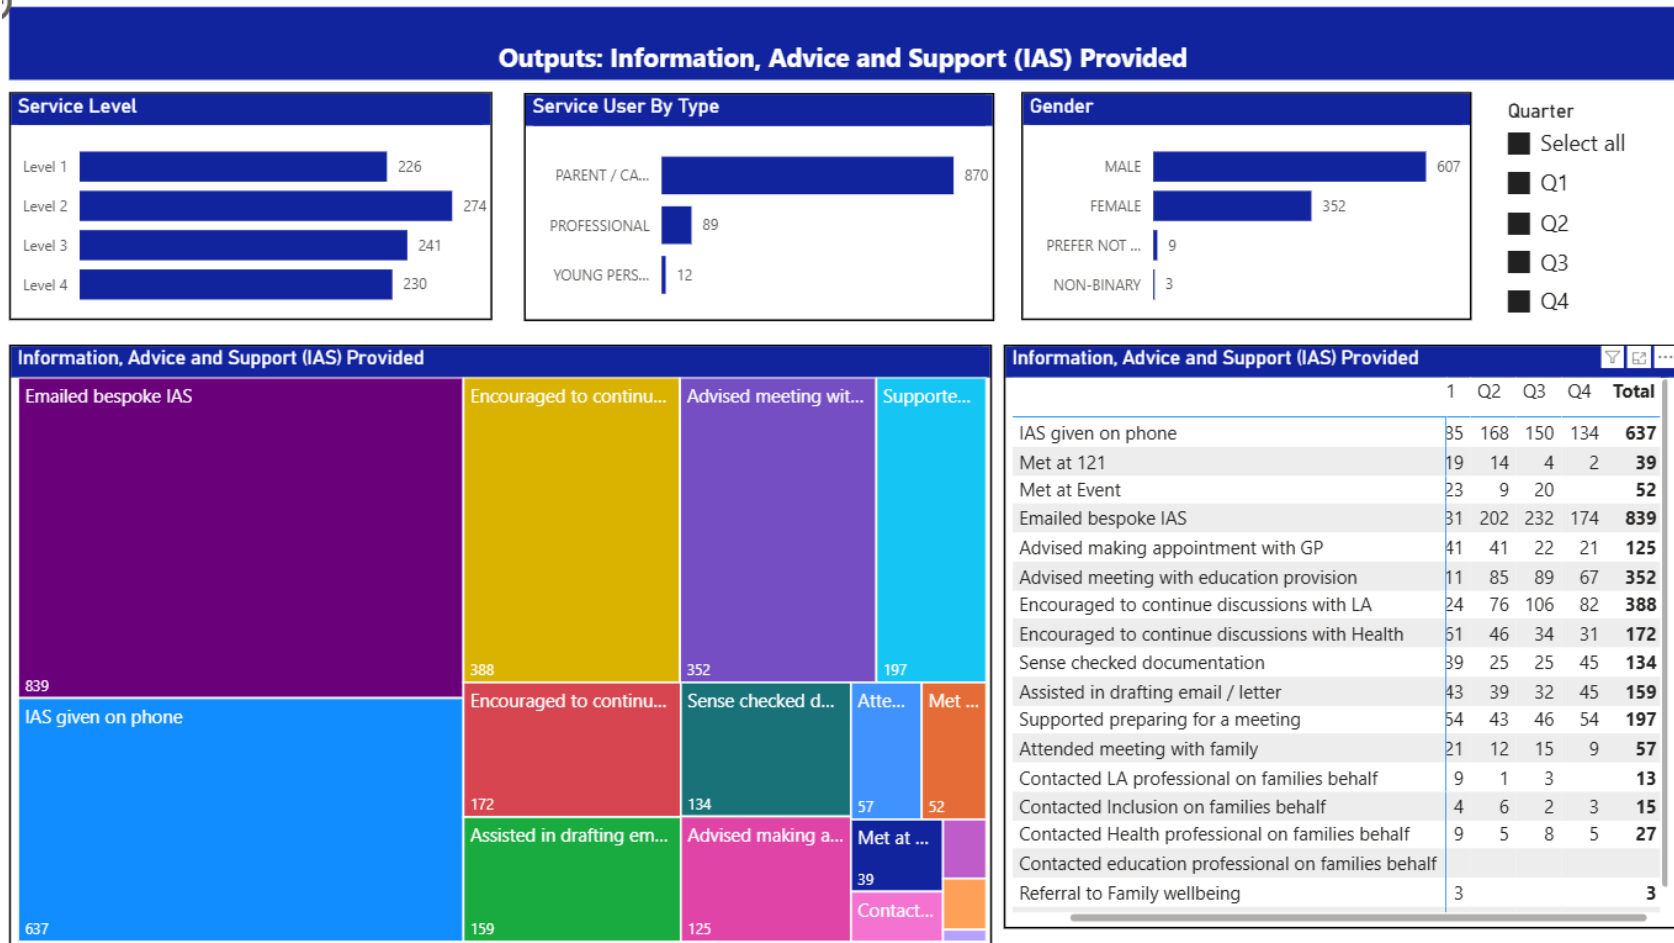 Outputs: Information, Advice and Support (IAS) Provided
Service Level
Level 1 226
Level 2 274
Level 3 241
Level 4 230
Service User By Type
PARENT / CA... 870
PROFESSIONAL 89
YOUNG PERS... 12
Gender
MALE 607
FEMALE 352
PREFER NOT ... 9
NON-BINARY 3
Quarter
Select all
Q1
Q2
Q3
Q4
Information, Advice and Support (IAS) Provided
Emailed bespoke IAS
839
IAS given on phone
637
Encouraged to continu...
388
Advised meeting wit...
352
Supporte...
197
Encouraged to continu...
172
Sense checked d...
134
Atte...
57
Met ...
52
Assisted in drafting em...
159
Advised making a...
125
Met at ...
39
Contact...
Information, Advice and Support (IAS) Provided
1 Q2 Q3 Q4 Total
IAS given on phone 35 168 150 134 637
Met at 121 19 14 4 2 39
Met at Event 23 9 20 52
Emailed bespoke IAS 31 202 232 174 839
Advised making appointment with GP 41 41 22 21 125
Advised meeting with education provision 11 85 89 67 352
Encouraged to continue discussions with LA 24 76 106 82 388
Encouraged to continue discussions with Health 61 46 34 31 172
Sense checked documentation 39 25 25 45 134
Assisted in drafting email / letter 43 39 32 45 159
Supported preparing for a meeting 54 43 46 54 197
Attended meeting with family 21 12 15 9 57
Contacted LA professional on families behalf 9 1 3 13
Contacted Inclusion on families behalf 4 6 2 3 15
Contacted Health professional on families behalf 9 5 8 5 27
Contacted education professional on families behalf
Referral to Family wellbeing 3 3